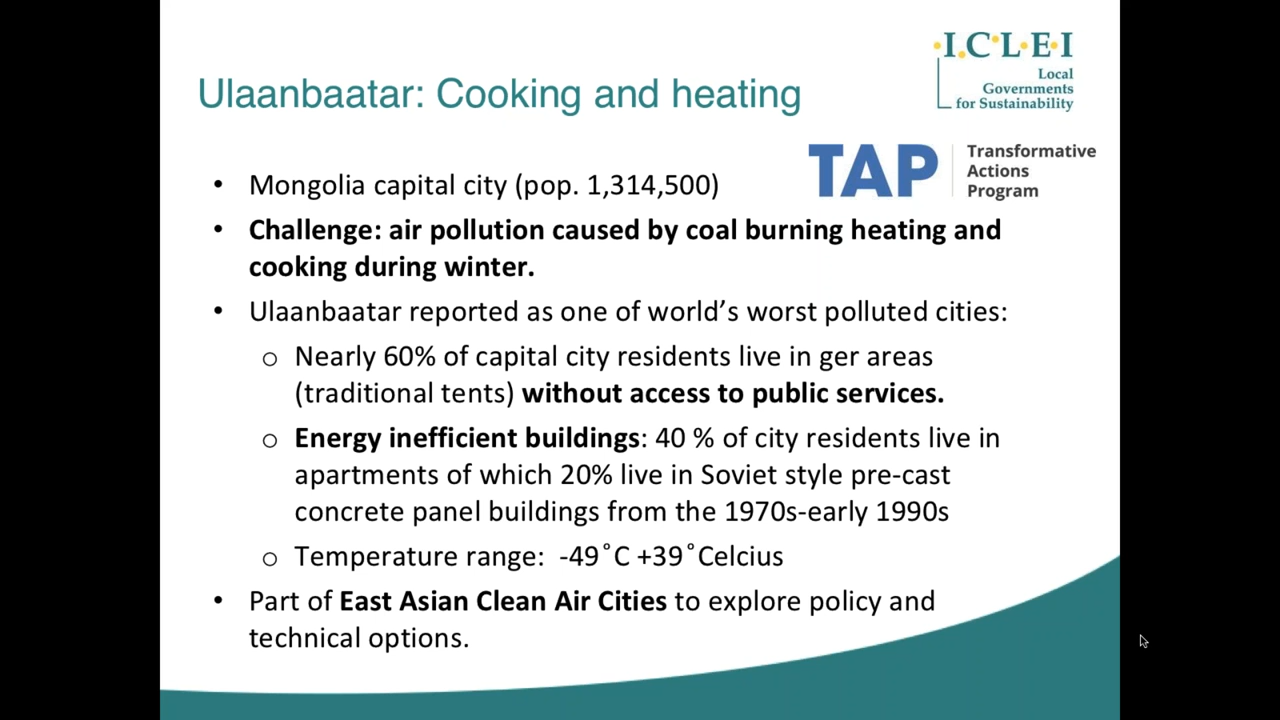 I.C.L.E.I
Local
Governments
for Sustainability
Ulaanbaatar: Cooking and heating
TAP
Transformative
Actions
Program
• Mongolia capital city (pop. 1,314,500)
• Challenge: air pollution caused by coal burning heating and
cooking during winter.
• Ulaanbaatar reported as one of world’s worst polluted cities:
o Nearly 60% of capital city residents live in ger areas
(traditional tents) without access to public services.
o Energy inefficient buildings: 40 % of city residents live in
apartments of which 20% live in Soviet style pre-cast
concrete panel buildings from the 1970s-early 1990s
o Temperature range: -49˚C +39˚Celcius
• Part of East Asian Clean Air Cities to explore policy and
technical options.